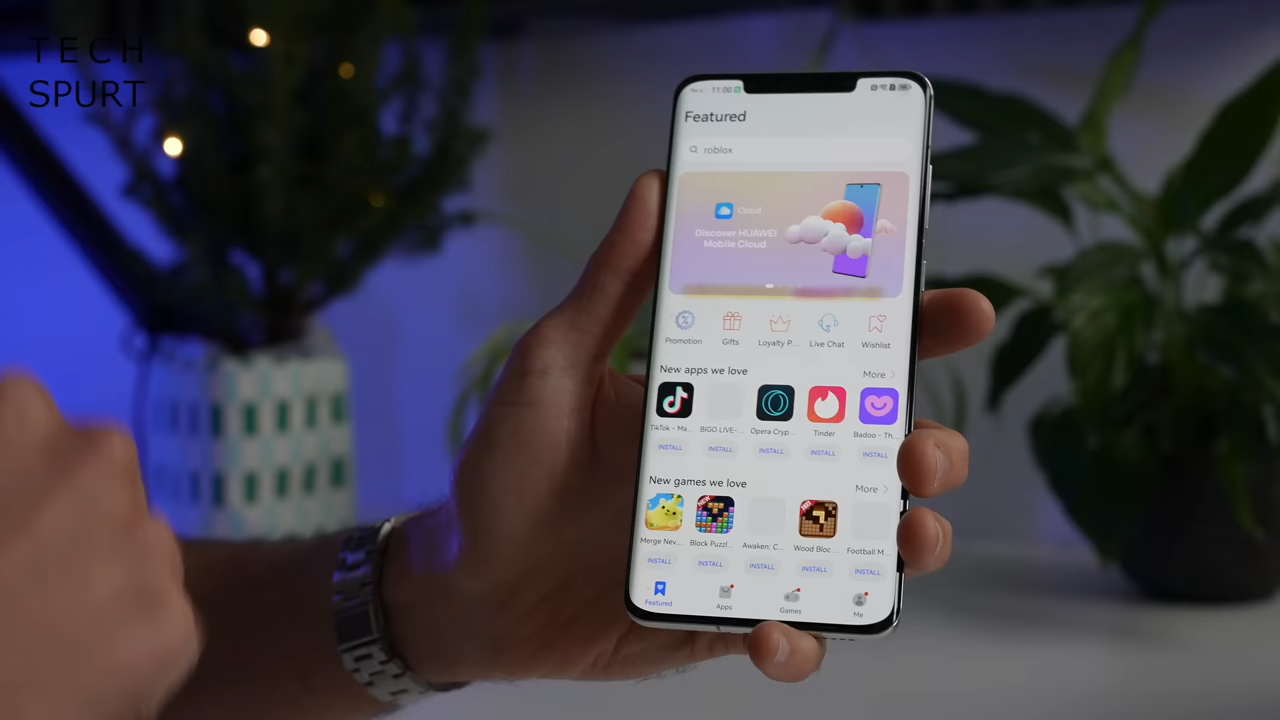 TECH
SPURT
11:00
Featured
roblox
Cloud
Discover HUAWEI
Mobile Cloud
Promotion
Gifts
Loyalty P...
Live Chat
Wishlist
New apps we love
More
TikTok – Ma...
BIGO LIVE-...
Opera Cryp...
Tinder
Badoo – Th...
INSTALL
INSTALL
INSTALL
INSTALL
INSTALL
New games we love
More
Merge Nev...
Block Puzzl...
Awaken: C...
Wood Bloc...
Football M...
INSTALL
INSTALL
INSTALL
INSTALL
INSTALL
Featured
Apps
Games
Me